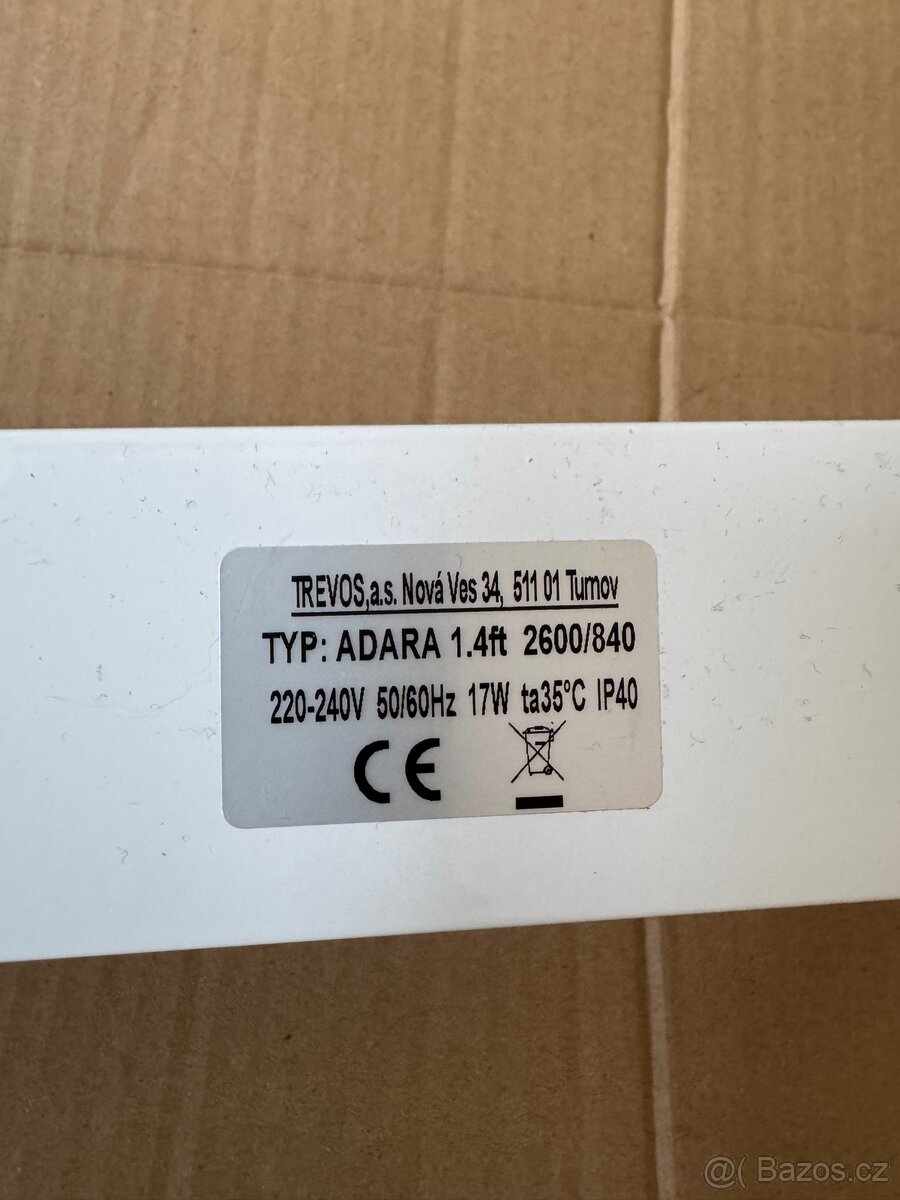 TREVOS,a.s. Nová Ves 34, 511 01 Turnov
TYP: ADARA 1.4ft 2600/840
220-240V 50/60Hz 17W ta35°C IP40
CE
@( Bazos.cz